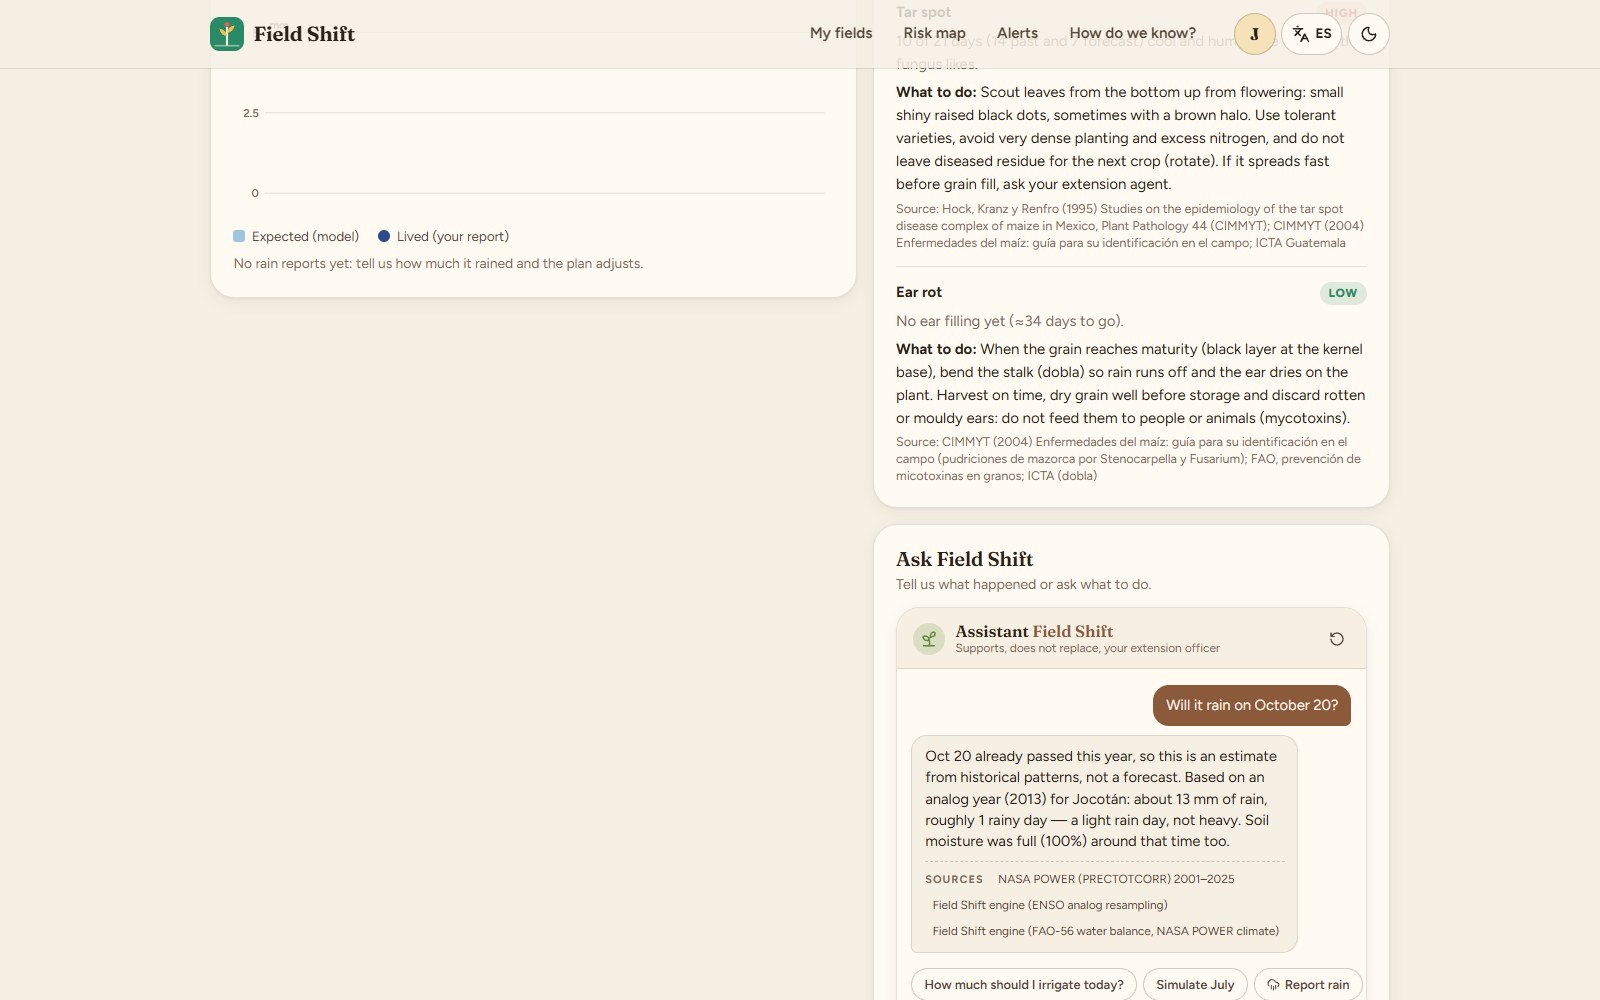 Field Shift
My fields
Risk map
Alerts
How do we know?
J
ES
2.5
0
Expected (model)
Lived (your report)
No rain reports yet: tell us how much it rained and the plan adjusts.
Tar spot
HIGH
10 of 21 days (14 past and 7 forecast) cool and
fungus likes.
What to do: Scout leaves from the bottom up from flowering: small
shiny raised black dots, sometimes with a brown halo. Use tolerant
varieties, avoid very dense planting and excess nitrogen, and do not
leave diseased residue for the next crop (rotate). If it spreads fast
before grain fill, ask your extension agent.
Source: Hock, Kranz y Renfro (1995) Studies on the epidemiology of the tar spot
disease complex of maize in Mexico, Plant Pathology 44 (CIMMYT); CIMMYT (2004)
Enfermedades del maíz: guía para su identificación en el campo; ICTA Guatemala
Ear rot
LOW
No ear filling yet (≈34 days to go).
What to do: When the grain reaches maturity (black layer at the kernel
base), bend the stalk (dobla) so rain runs off and the ear dries on the
plant. Harvest on time, dry grain well before storage and discard rotten
or mouldy ears: do not feed them to people or animals (mycotoxins).
Source: CIMMYT (2004) Enfermedades del maíz: guía para su identificación en el
campo (pudriciones de mazorca por Stenocarpella y Fusarium); FAO, prevención de
micotoxinas en granos; ICTA (dobla)
Ask Field Shift
Tell us what happened or ask what to do.
Assistant Field Shift
Supports, does not replace, your extension officer
Will it rain on October 20?
Oct 20 already passed this year, so this is an estimate
from historical patterns, not a forecast. Based on an
analog year (2013) for Jocotán: about 13 mm of rain,
roughly 1 rainy day — a light rain day, not heavy. Soil
moisture was full (100%) around that time too.
SOURCES NASA POWER (PRECTOTCORR) 2001–2025
Field Shift engine (ENSO analog resampling)
Field Shift engine (FAO-56 water balance, NASA POWER climate)
How much should I irrigate today?
Simulate July
Report rain